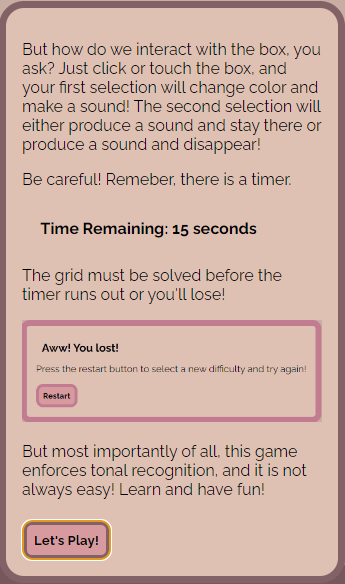 But how do we interact with the box, you
ask? Just click or touch the box, and
your first selection will change color and
make a sound! The second selection will
either produce a sound and stay there or
produce a sound and disappear!
Be careful! Remeber, there is a timer.
Time Remaining: 15 seconds
The grid must be solved before the
timer runs out or you'll lose!
Aww! You lost!
Press the restart button to select a new difficulty and try again!
Restart
But most importantly of all, this game
enforces tonal recognition, and it is not
always easy! Learn and have fun!
Let's Play!